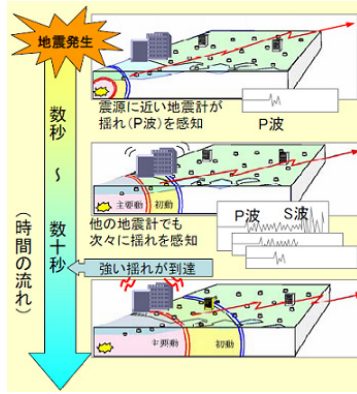 地震発生
震源に近い地震計が
揺れ(P波)を感知
P波
数秒
~
数十秒
(時間の流れ)
主要動
初動
他の地震計でも
次々に揺れを感知
P波
S波
強い揺れが到達
主要動
初動